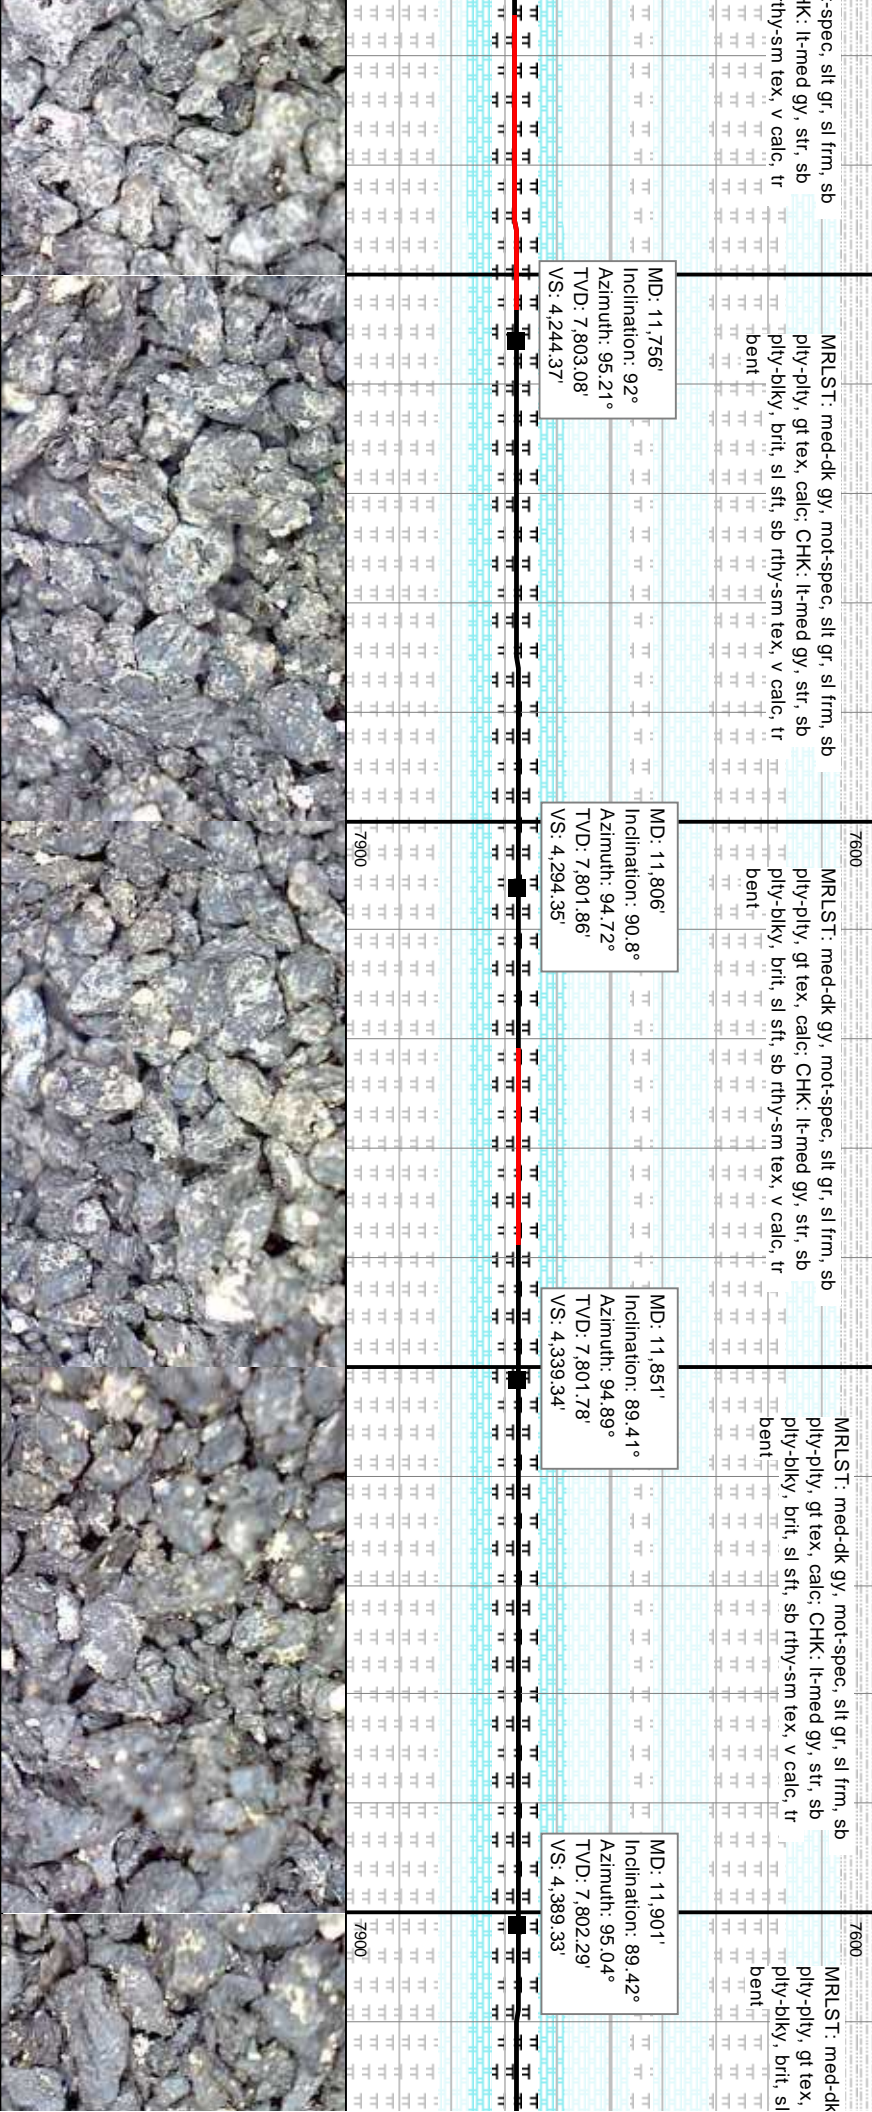 -spec, slt gr, sl frm, sb
HK: lt-med gy, str, sb
rthy-sm tex, v calc, tr
MD: 11,756'
Inclination: 92°
Azimuth: 95.21°
TVD: 7,803.08'
VS: 4,244.37'
MRLST: med-dk gy, mot-spec, slt gr, sl frm, sb
plty-plty, gt tex, calc; CHK: lt-med gy, str, sb
plty-blky, brit, sl sft, sb rthy-sm tex, v calc, tr
bent
7600
7900
MD: 11,806'
Inclination: 90.8°
Azimuth: 94.72°
TVD: 7,801.86'
VS: 4,294.35'
MRLST: med-dk gy, mot-spec, slt gr, sl frm, sb
plty-plty, gt tex, calc; CHK: lt-med gy, str, sb
plty-blky, brit, sl sft, sb rthy-sm tex, v calc, tr
bent
MD: 11,851'
Inclination: 89.41°
Azimuth: 94.89°
TVD: 7,801.78'
VS: 4,339.34'
MRLST: med-dk gy, mot-spec, slt gr, sl frm, sb
plty-plty, gt tex, calc; CHK: lt-med gy, str, sb
plty-blky, brit, sl sft, sb rthy-sm tex, v calc, tr
bent
7600
7900
MD: 11,901'
Inclination: 89.42°
Azimuth: 95.04°
TVD: 7,802.29'
VS: 4,389.33'
MRLST: med-dk
plty-plty, gt tex,
plty-blky, brit, sl
bent